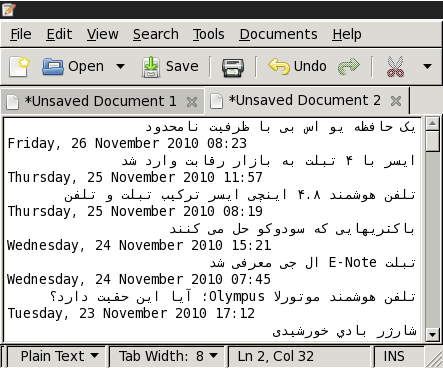 File Edit View Search Tools Documents Help
Open Save Undo
*Unsaved Document 1 *Unsaved Document 2
یک حافظه یو اس بی با ظرفیت نامحدود
Friday, 26 November 2010 08:23
ایسر با ۴ تبلت به بازار رقابت وارد شد
Thursday, 25 November 2010 11:57
تلفن هوشمند ۴.۸ اینچی ایسر ترکیب تبلت و تلفن
Thursday, 25 November 2010 08:19
باکتریهایی که سودوکو حل می کنند
Wednesday, 24 November 2010 15:21
تبلت E-Note ال جی معرفی شد
Wednesday, 24 November 2010 07:45
تلفن هوشمند موتورلا Olympus؛ آیا این حقیت دارد؟
Tuesday, 23 November 2010 17:12
شارژر بادي خورشیدی
Plain Text Tab Width: 8 Ln 2, Col 32 INS